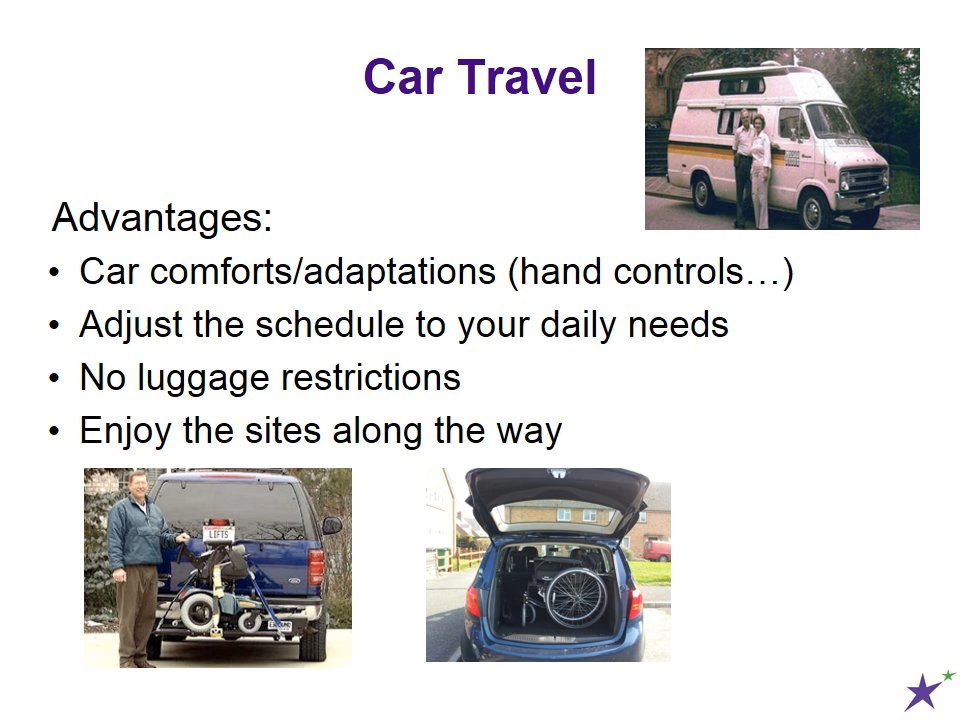 Car Travel
Advantages:
• Car comforts/adaptations (hand controls…)
• Adjust the schedule to your daily needs
• No luggage restrictions
• Enjoy the sites along the way
LIFTS